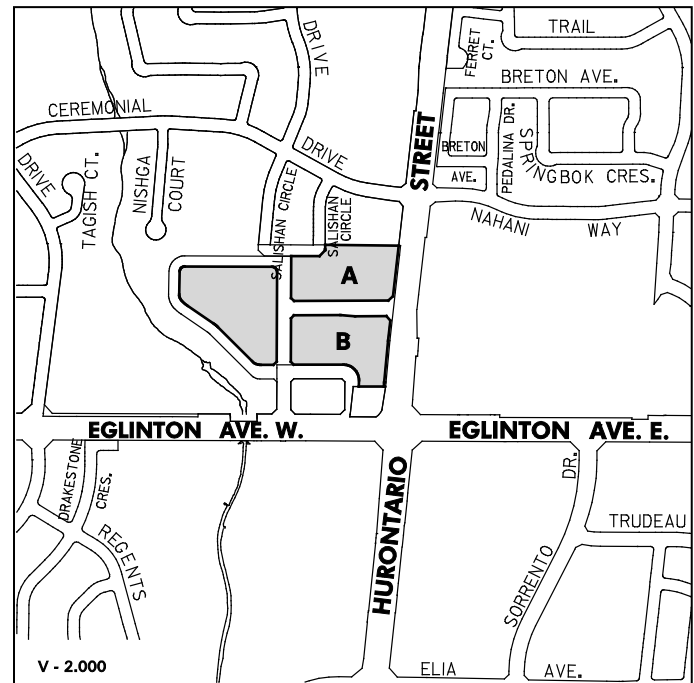 TRAIL
DRIVE
FERRET
CT.
BRETON AVE.
CEREMONIAL
DRIVE
STREET
BRETON
AVE.
PEDALINA DR.
SPRINGBOK CRES.
DRIVE
TAGISH CT.
NISHGA
COURT
SALISHAN CIRCLE
SALISHAN
CIRCLE
NAHANI WAY
A
B
EGLINTON AVE. W.
EGLINTON AVE. E.
DRAKESTONE
CRES.
REGENTS
HURONTARIO
DR.
SORRENTO
TRUDEAU
ELIA AVE.
V - 2.000